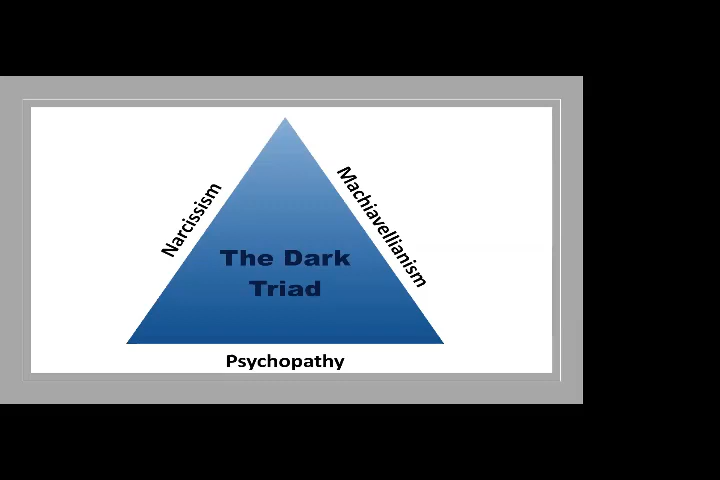 Narcissism
Machiavellianism
The Dark
Triad
Psychopathy